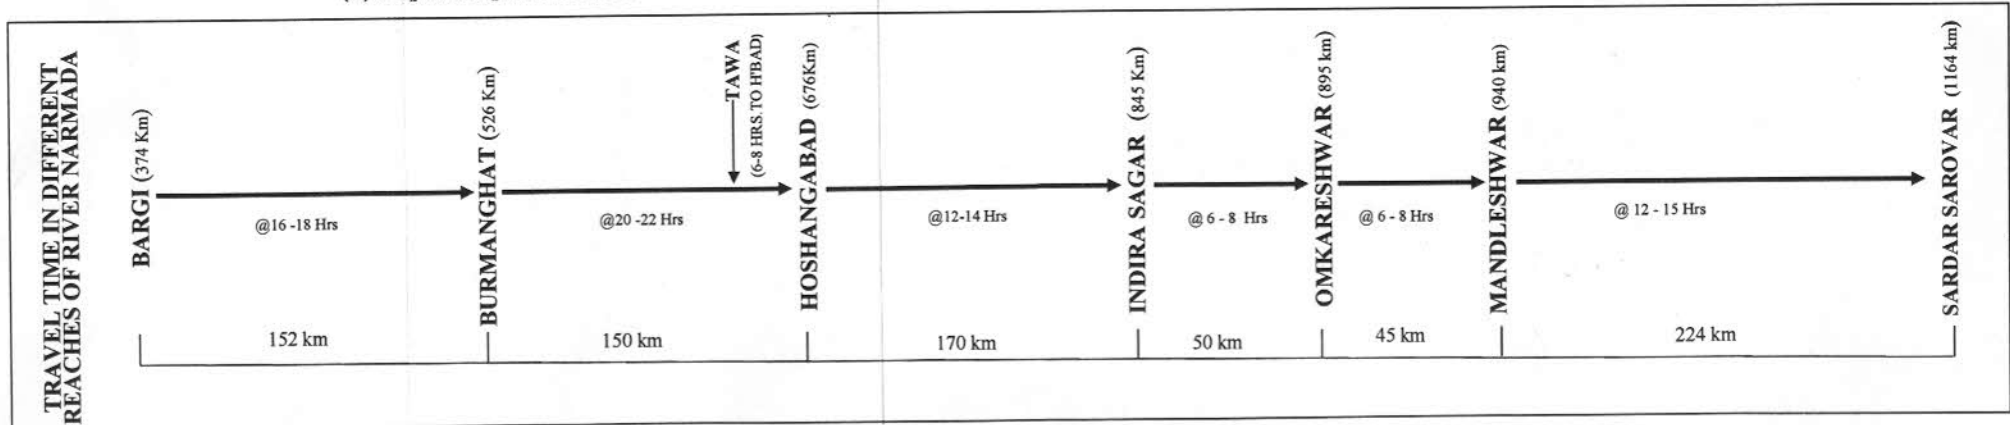 TRAVEL TIME IN DIFFERENT
REACHES OF RIVER NARMADA
BARGI (374 Km)
@16 -18 Hrs
BURMANGHAT (526 Km)
@20 -22 Hrs
TAWA
(6-8 HRS. TO H'BAD)
HOSHANGABAD (676Km)
@12-14 Hrs
INDIRA SAGAR (845 Km)
@ 6 - 8 Hrs
OMKARESHWAR (895 km)
@ 6 - 8 Hrs
MANDLESHWAR (940 km)
@ 12 - 15 Hrs
SARDAR SAROVAR (1164 km)
152 km
150 km
170 km
50 km
45 km
224 km